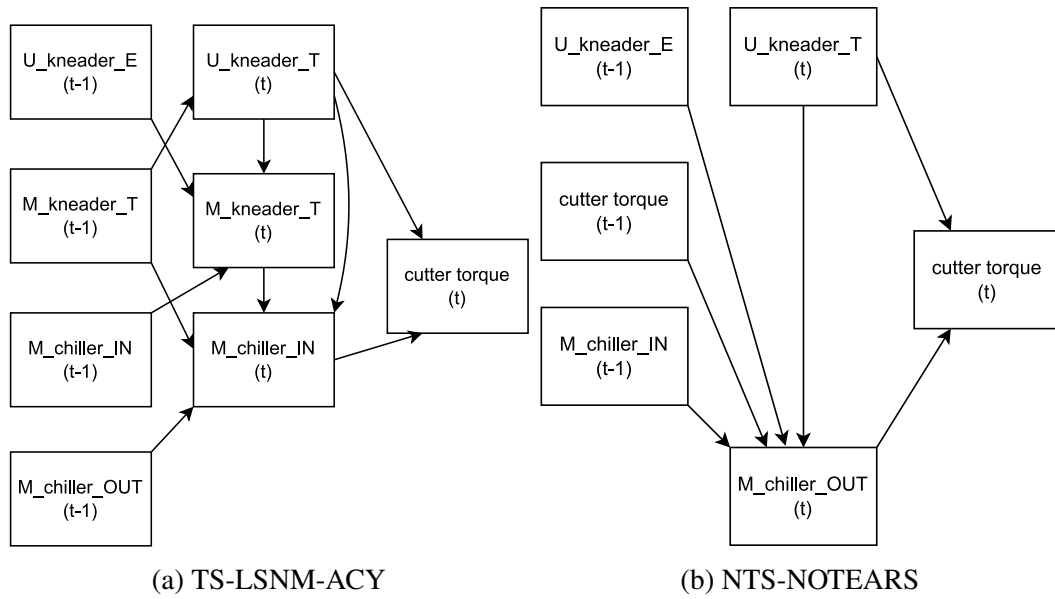 U_kneader_E
(t-1)
U_kneader_T
(t)
M_kneader_T
(t-1)
M_kneader_T
(t)
cutter torque
(t)
M_chiller_IN
(t-1)
M_chiller_IN
(t)
M_chiller_OUT
(t-1)
(a) TS-LSNM-ACY
U_kneader_E
(t-1)
U_kneader_T
(t)
cutter torque
(t-1)
cutter torque
(t)
M_chiller_IN
(t-1)
M_chiller_OUT
(t)
(b) NTS-NOTEARS